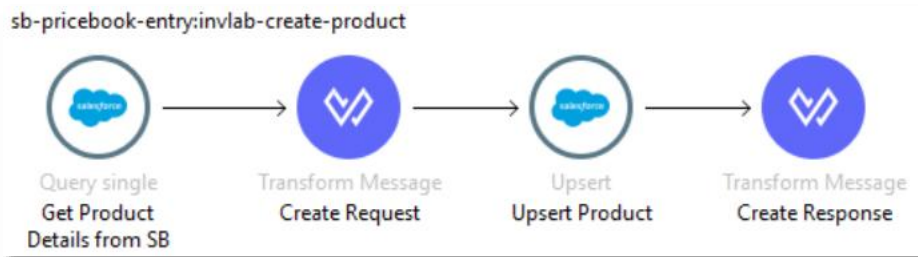 sb-pricebook-entry:invlab-create-product
salesforce
salesforce
Query single
Transform Message
Upsert
Transform Message
Get Product
Details from SB
Create Request
Upsert Product
Create Response